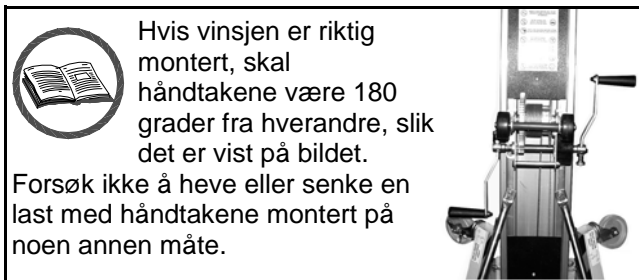 Hvis vinsjen er riktig
montert, skal
håndtakene være 180
grader fra hverandre, slik
det er vist på bildet.
Forsøk ikke å heve eller senke en
last med håndtakene montert på
noen annen måte.